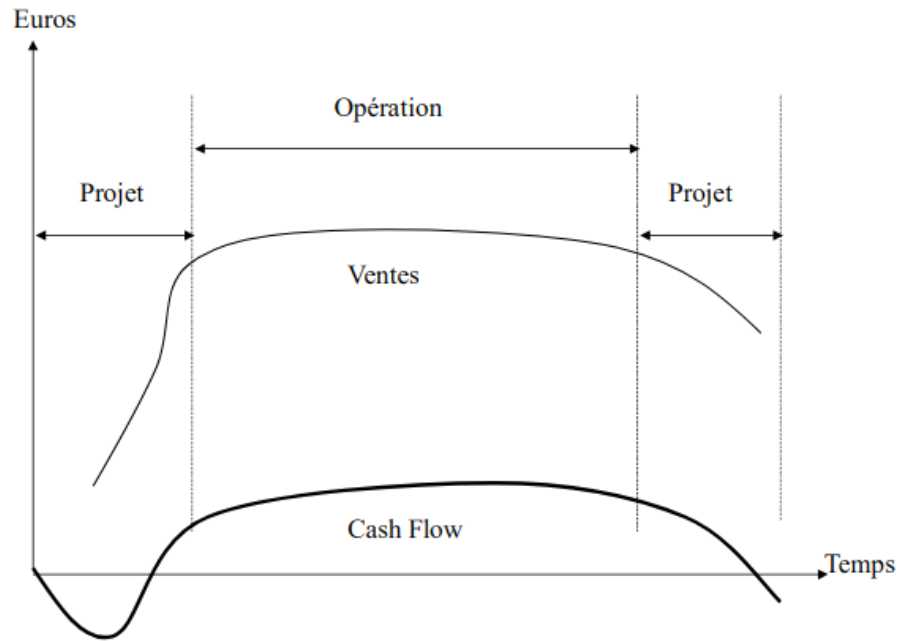 Euros
Opération
Projet
Projet
Ventes
Cash Flow
Temps